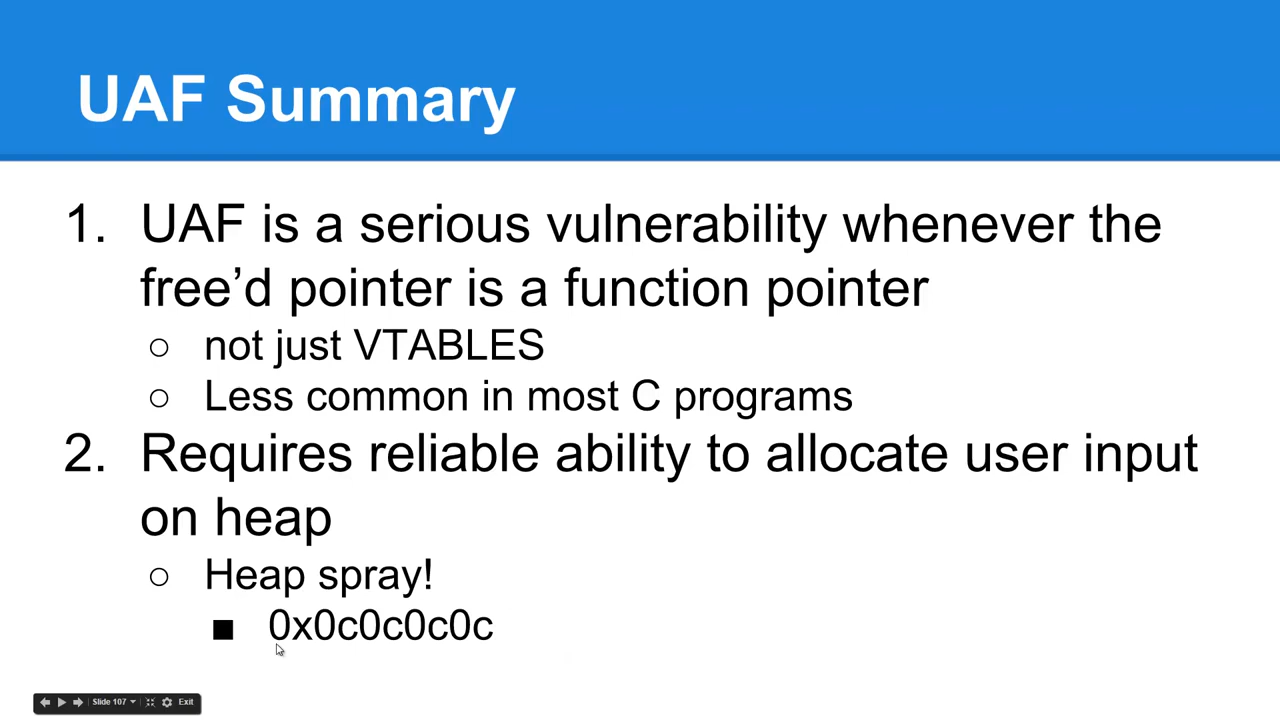 UAF Summary
1. UAF is a serious vulnerability whenever the
free’d pointer is a function pointer
○ not just VTABLES
○ Less common in most C programs
2. Requires reliable ability to allocate user input
on heap
○ Heap spray!
■ 0x0c0c0c0c
Slide 107 Exit